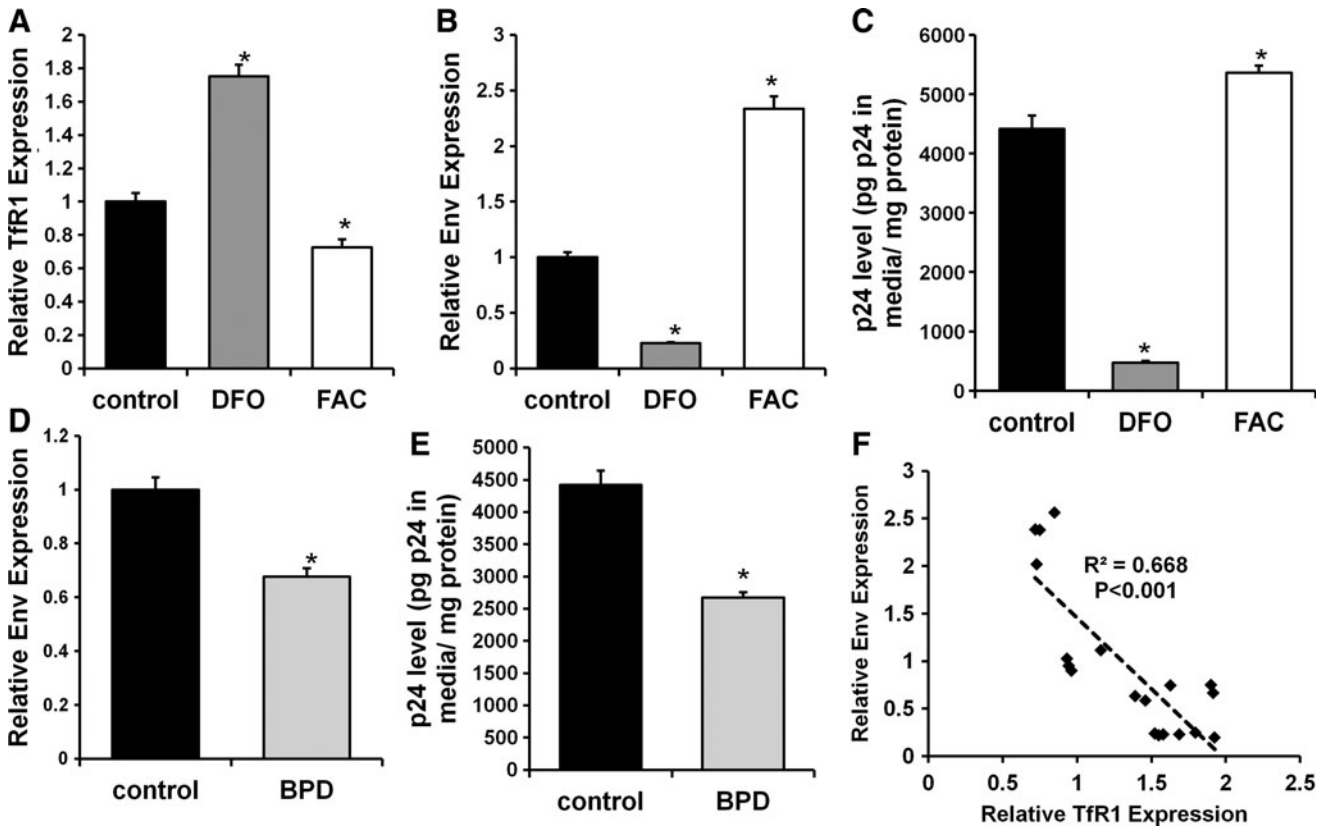 A
Relative TfR1 Expression
2
1.8
1.6
1.4
1.2
1
0.8
0.6
0.4
0.2
0
*
*
control DFO FAC
B
Relative Env Expression
3
2.5
2
1.5
1
0.5
0
*
*
control DFO FAC
C
p24 level (pg p24 in
media/ mg protein)
6000
5000
4000
3000
2000
1000
0
*
*
control DFO FAC
D
Relative Env Expression
1.2
1
0.8
0.6
0.4
0.2
0
*
control BPD
E
p24 level (pg p24 in
media/ mg protein)
5000
4500
4000
3500
3000
2500
2000
1500
1000
500
0
*
control BPD
F
Relative Env Expression
3
2.5
2
1.5
1
0.5
0
R² = 0.668
P<0.001
0 0.5 1 1.5 2 2.5
Relative TfR1 Expression